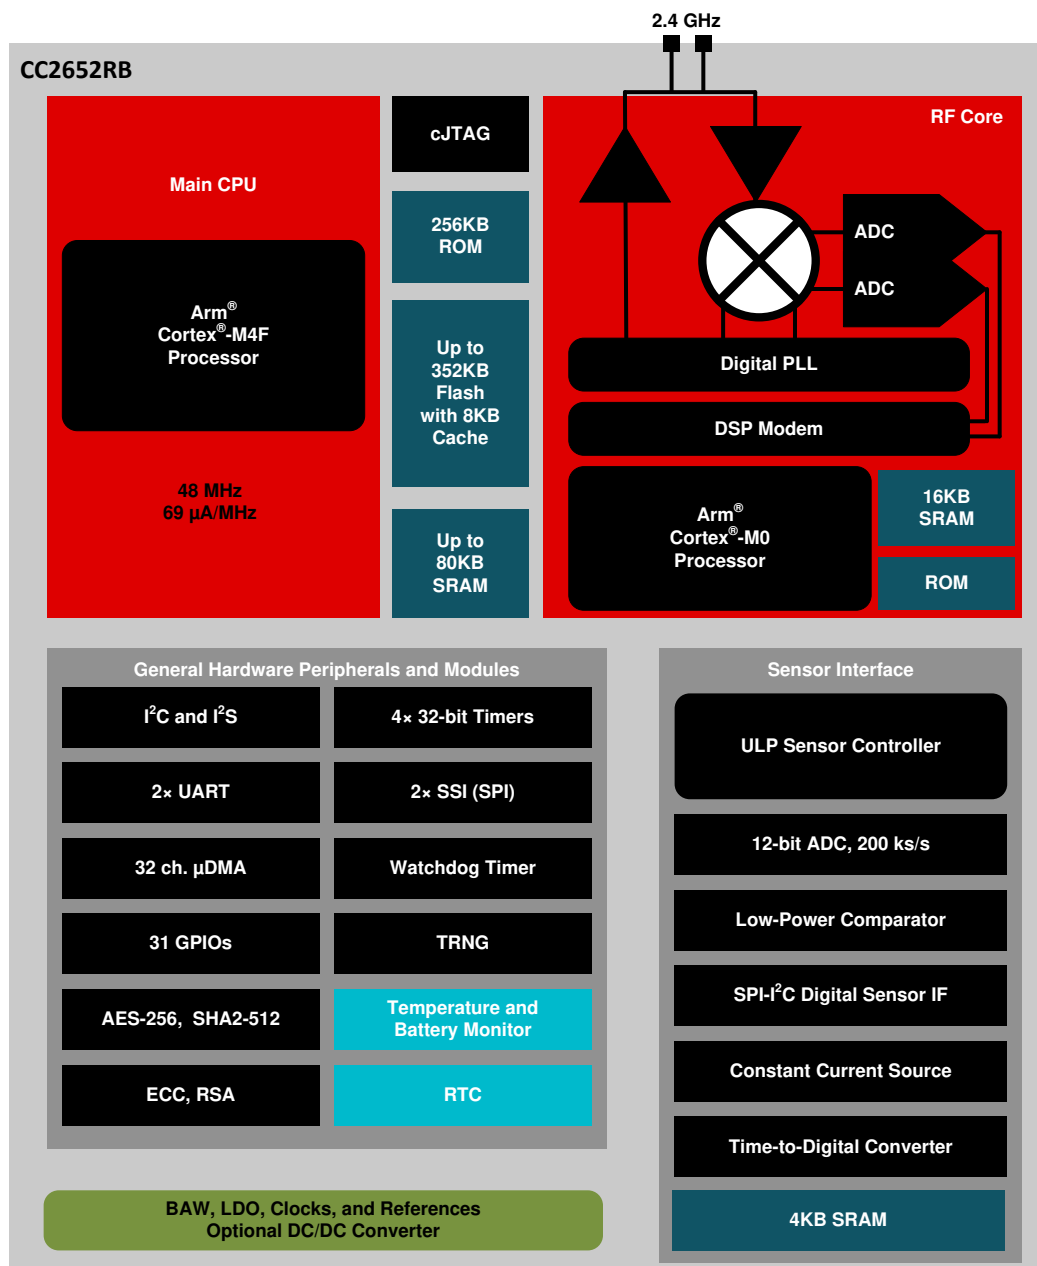 2.4 GHz
CC2652RB
Main CPU
Arm®
Cortex®-M4F
Processor
48 MHz
69 µA/MHz
cJTAG
256KB
ROM
Up to
352KB
Flash
with 8KB
Cache
Up to
80KB
SRAM
RF Core
ADC
ADC
Digital PLL
DSP Modem
Arm®
Cortex®-M0
Processor
16KB
SRAM
ROM
General Hardware Peripherals and Modules
I²C and I²S
4× 32-bit Timers
2× UART
2× SSI (SPI)
32 ch. µDMA
Watchdog Timer
31 GPIOs
TRNG
AES-256, SHA2-512
Temperature and
Battery Monitor
ECC, RSA
RTC
Sensor Interface
ULP Sensor Controller
12-bit ADC, 200 ks/s
Low-Power Comparator
SPI-I²C Digital Sensor IF
Constant Current Source
Time-to-Digital Converter
4KB SRAM
BAW, LDO, Clocks, and References
Optional DC/DC Converter